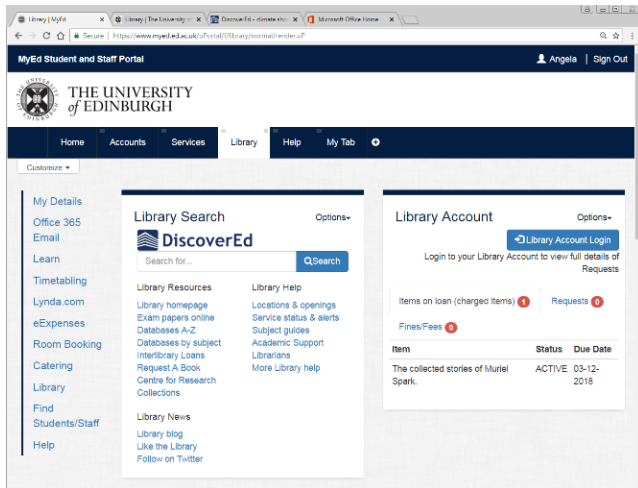 Library | MyEd
Library | The University of
DiscoverEd - climate
Microsoft Office Home
Secure | https://www.myed.ed.ac.uk/uPortal/f/library/normal/render.uP
MyEd Student and Staff Portal
Angela | Sign Out
THE UNIVERSITY
of EDINBURGH
Home Accounts Services Library Help My Tab
Customize
My Details
Office 365
Email
Learn
Timetabling
Lynda.com
eExpenses
Room Booking
Catering
Library
Find
Students/Staff
Help
Library Search Options
DiscoverEd
Search for... Search
Library Resources
Library homepage
Exam papers online
Databases A-Z
Databases by subject
Interlibrary Loans
Request A Book
Centre for Research
Collections
Library Help
Locations & openings
Service status & alerts
Subject guides
Academic Support
Librarians
More Library help
Library News
Library blog
Like the Library
Follow on Twitter
Library Account Options
Library Account Login
Login to your Library Account to view full details of
Requests
Items on loan (charged items) 1 Requests 0
Fines/Fees 0
Item Status Due Date
The collected stories of Muriel ACTIVE 03-12-
Spark. 2018